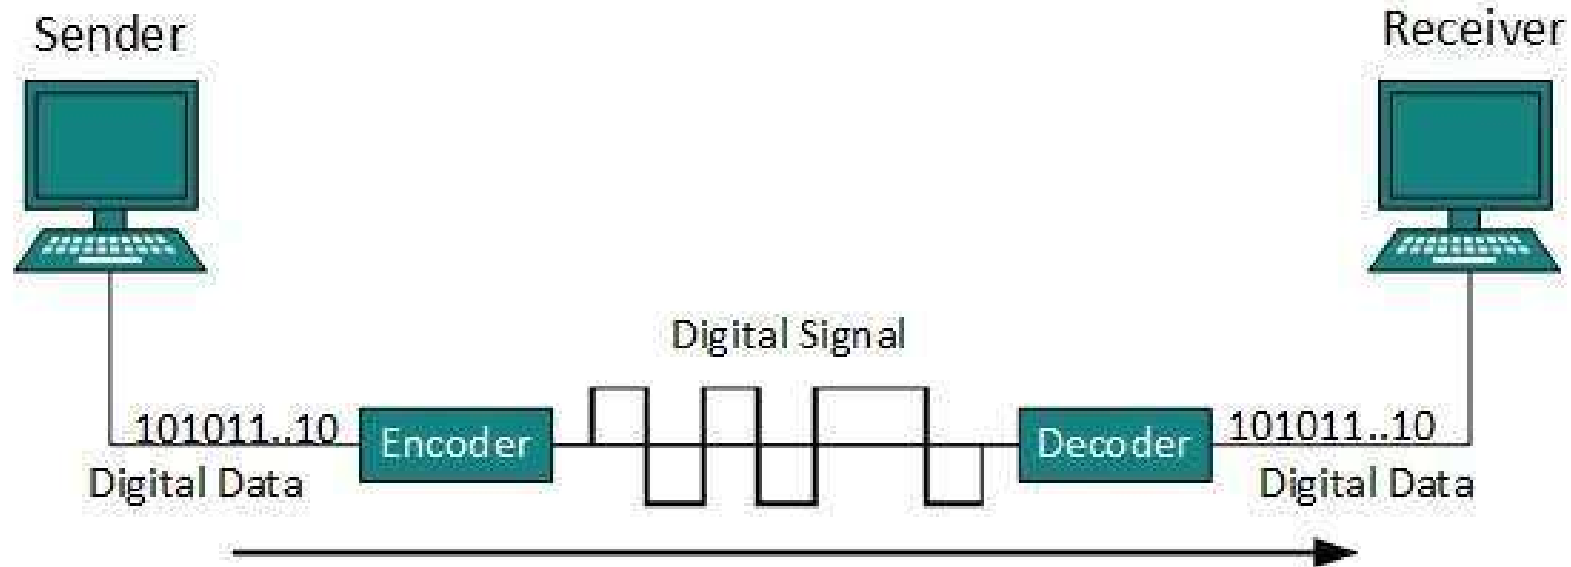 Sender
Receiver
Digital Signal
101011..10
Encoder
Decoder
101011..10
Digital Data
Digital Data